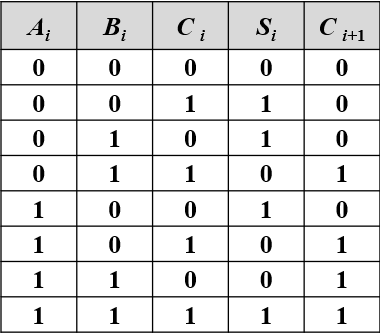 A_i B_i C_i S_i C_i+1
0 0 0 0 0
0 0 1 1 0
0 1 0 1 0
0 1 1 0 1
1 0 0 1 0
1 0 1 0 1
1 1 0 0 1
1 1 1 1 1